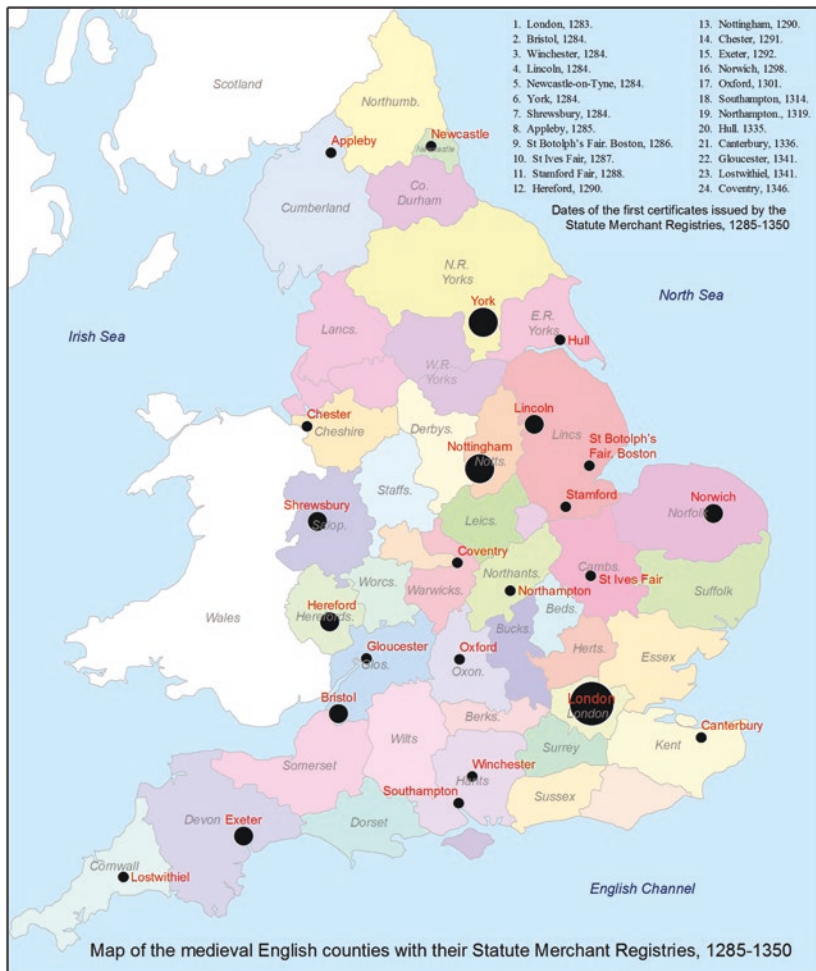 1. London, 1283.
2. Bristol, 1284.
3. Winchester, 1284.
4. Lincoln, 1284.
5. Newcastle-on-Tyne, 1284.
6. York, 1284.
7. Shrewsbury, 1284.
8. Appleby, 1285.
9. St Botolph's Fair. Boston, 1286.
10. St Ives Fair, 1287.
11. Stamford Fair, 1288.
12. Hereford, 1290.
13. Nottingham, 1290.
14. Chester, 1291.
15. Exeter, 1292.
16. Norwich, 1298.
17. Oxford, 1301.
18. Southampton, 1314.
19. Northampton., 1319.
20. Hull. 1335.
21. Canterbury, 1336.
22. Gloucester, 1341.
23. Lostwithiel, 1341.
24. Coventry, 1346.
Dates of the first certificates issued by the
Statute Merchant Registries, 1285-1350
Scotland
Northumb.
Appleby
Newcastle
Newcastle
Co.
Durham
Cumberland
N.R.
Yorks
North Sea
York
E.R.
Yorks
Irish Sea
Lancs.
Hull
W.R.
Yorks
Chester
Cheshire
Derbys.
Lincoln
Lincs
Nottingham
Notts.
St Botolph's
Fair. Boston
Staffs.
Shrewsbury
Salop.
Stamford
Norwich
Norfolk
Leics.
Coventry
Northants.
Cambs.
St Ives Fair
Worcs.
Warwicks.
Northampton
Suffolk
Wales
Hereford
Herefords.
Beds.
Bucks.
Gloucester
Glos.
Oxford
Oxon.
Herts.
Essex
Bristol
London
London
Berks.
Canterbury
Wilts
Surrey
Kent
Somerset
Winchester
Hants
Southampton
Sussex
Devon
Exeter
Dorset
Cornwall
Lostwithiel
English Channel
Map of the medieval English counties with their Statute Merchant Registries, 1285-1350